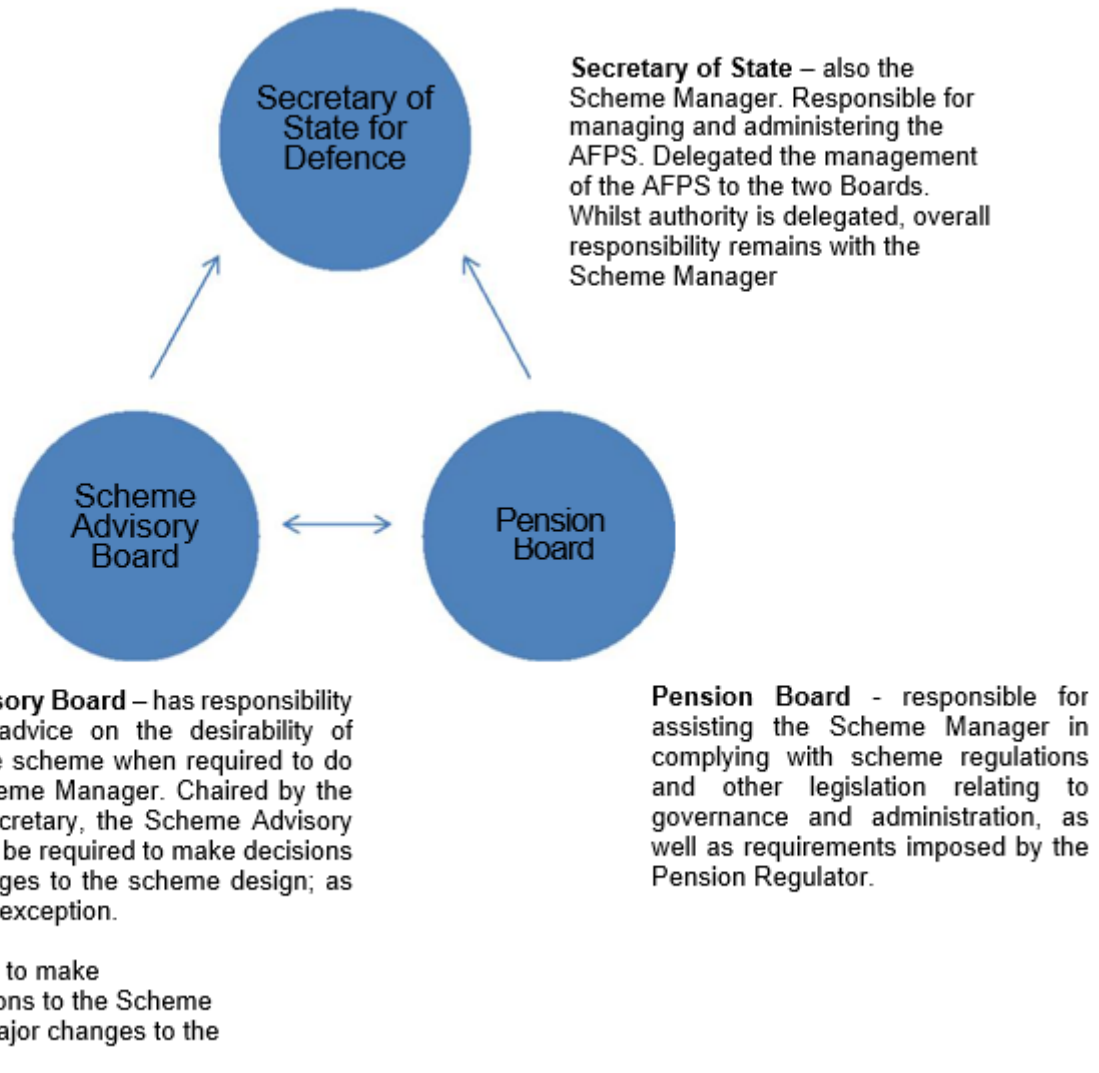 Secretary of
State for
Defence
Secretary of State – also the
Scheme Manager. Responsible for
managing and administering the
AFPS. Delegated the management
of the AFPS to the two Boards.
Whilst authority is delegated, overall
responsibility remains with the
Scheme Manager
Scheme
Advisory
Board
Pension
Board
sory Board – has responsibility
advice on the desirability of
e scheme when required to do
eme Manager. Chaired by the
cretary, the Scheme Advisory
be required to make decisions
ges to the scheme design; as
exception.
to make
ons to the Scheme
ajor changes to the
Pension Board - responsible for
assisting the Scheme Manager in
complying with scheme regulations
and other legislation relating to
governance and administration, as
well as requirements imposed by the
Pension Regulator.